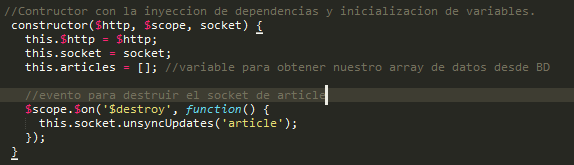 //Contructor con la inyeccion de dependencias y inicializacion de variables.
constructor($http, $scope, socket) {
this.$http = $http;
this.socket = socket;
this.articles = []; //variable para obtener nuestro array de datos desde BD
//evento para destruir el socket de article
$scope.$on('$destroy', function() {
this.socket.unsyncUpdates('article');
});
}